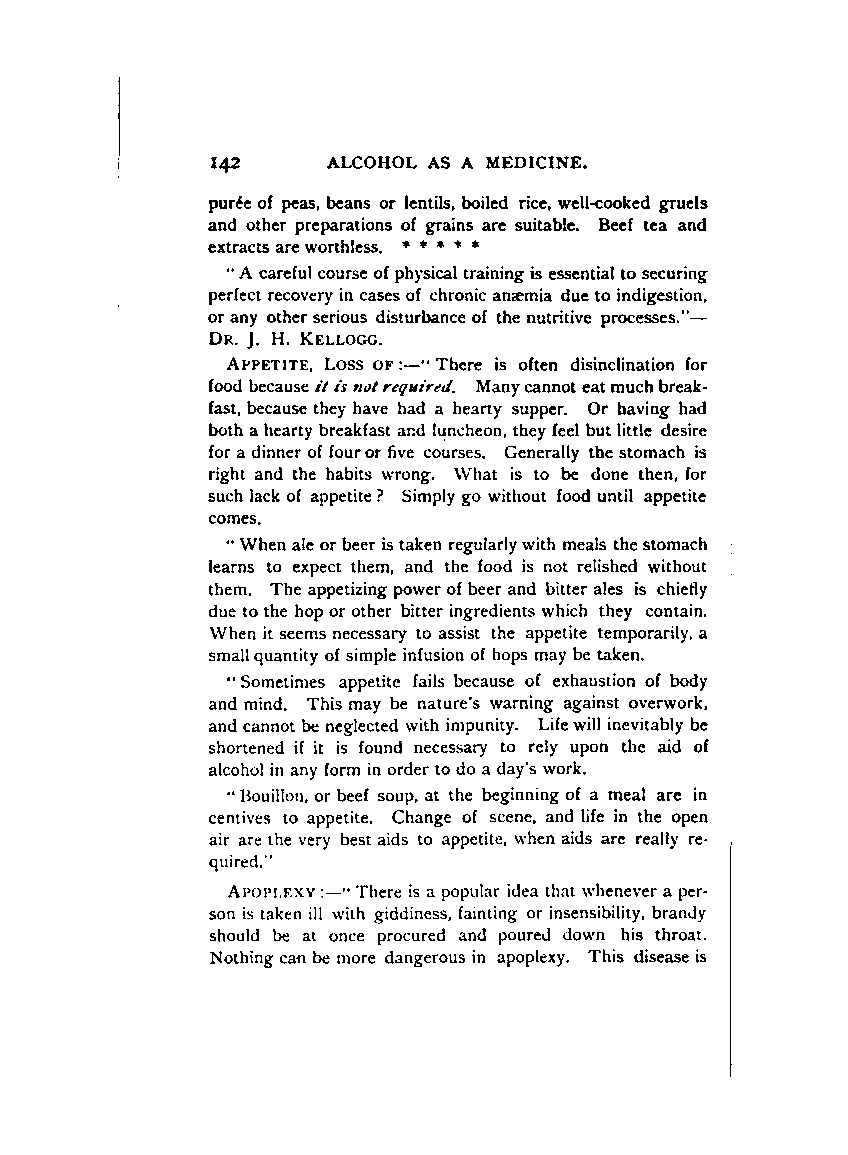 142 ALCOHOL AS A MEDICINE.
purée of peas, beans or lentils, boiled rice, well-cooked gruels
and other preparations of grains are suitable. Beef tea and
extracts are worthless. * * * * *
“A careful course of physical training is essential to securing
perfect recovery in cases of chronic anæmia due to indigestion,
or any other serious disturbance of the nutritive processes.”—
DR. J. H. KELLOGG.
APPETITE, LOSS OF:—“There is often disinclination for
food because it is not required. Many cannot eat much break-
fast, because they have had a hearty supper. Or having had
both a hearty breakfast and luncheon, they feel but little desire
for a dinner of four or five courses. Generally the stomach is
right and the habits wrong. What is to be done then, for
such lack of appetite? Simply go without food until appetite
comes.
“When ale or beer is taken regularly with meals the stomach
learns to expect them, and the food is not relished without
them. The appetizing power of beer and bitter ales is chiefly
due to the hop or other bitter ingredients which they contain.
When it seems necessary to assist the appetite temporarily, a
small quantity of simple infusion of hops may be taken.
“Sometimes appetite fails because of exhaustion of body
and mind. This may be nature's warning against overwork,
and cannot be neglected with impunity. Life will inevitably be
shortened if it is found necessary to rely upon the aid of
alcohol in any form in order to do a day's work.
“Bouillon, or beef soup, at the beginning of a meal are in
centives to appetite. Change of scene, and life in the open
air are the very best aids to appetite, when aids are really re-
quired.”
APOPLEXY:—“There is a popular idea that whenever a per-
son is taken ill with giddiness, fainting or insensibility, brandy
should be at once procured and poured down his throat.
Nothing can be more dangerous in apoplexy. This disease is